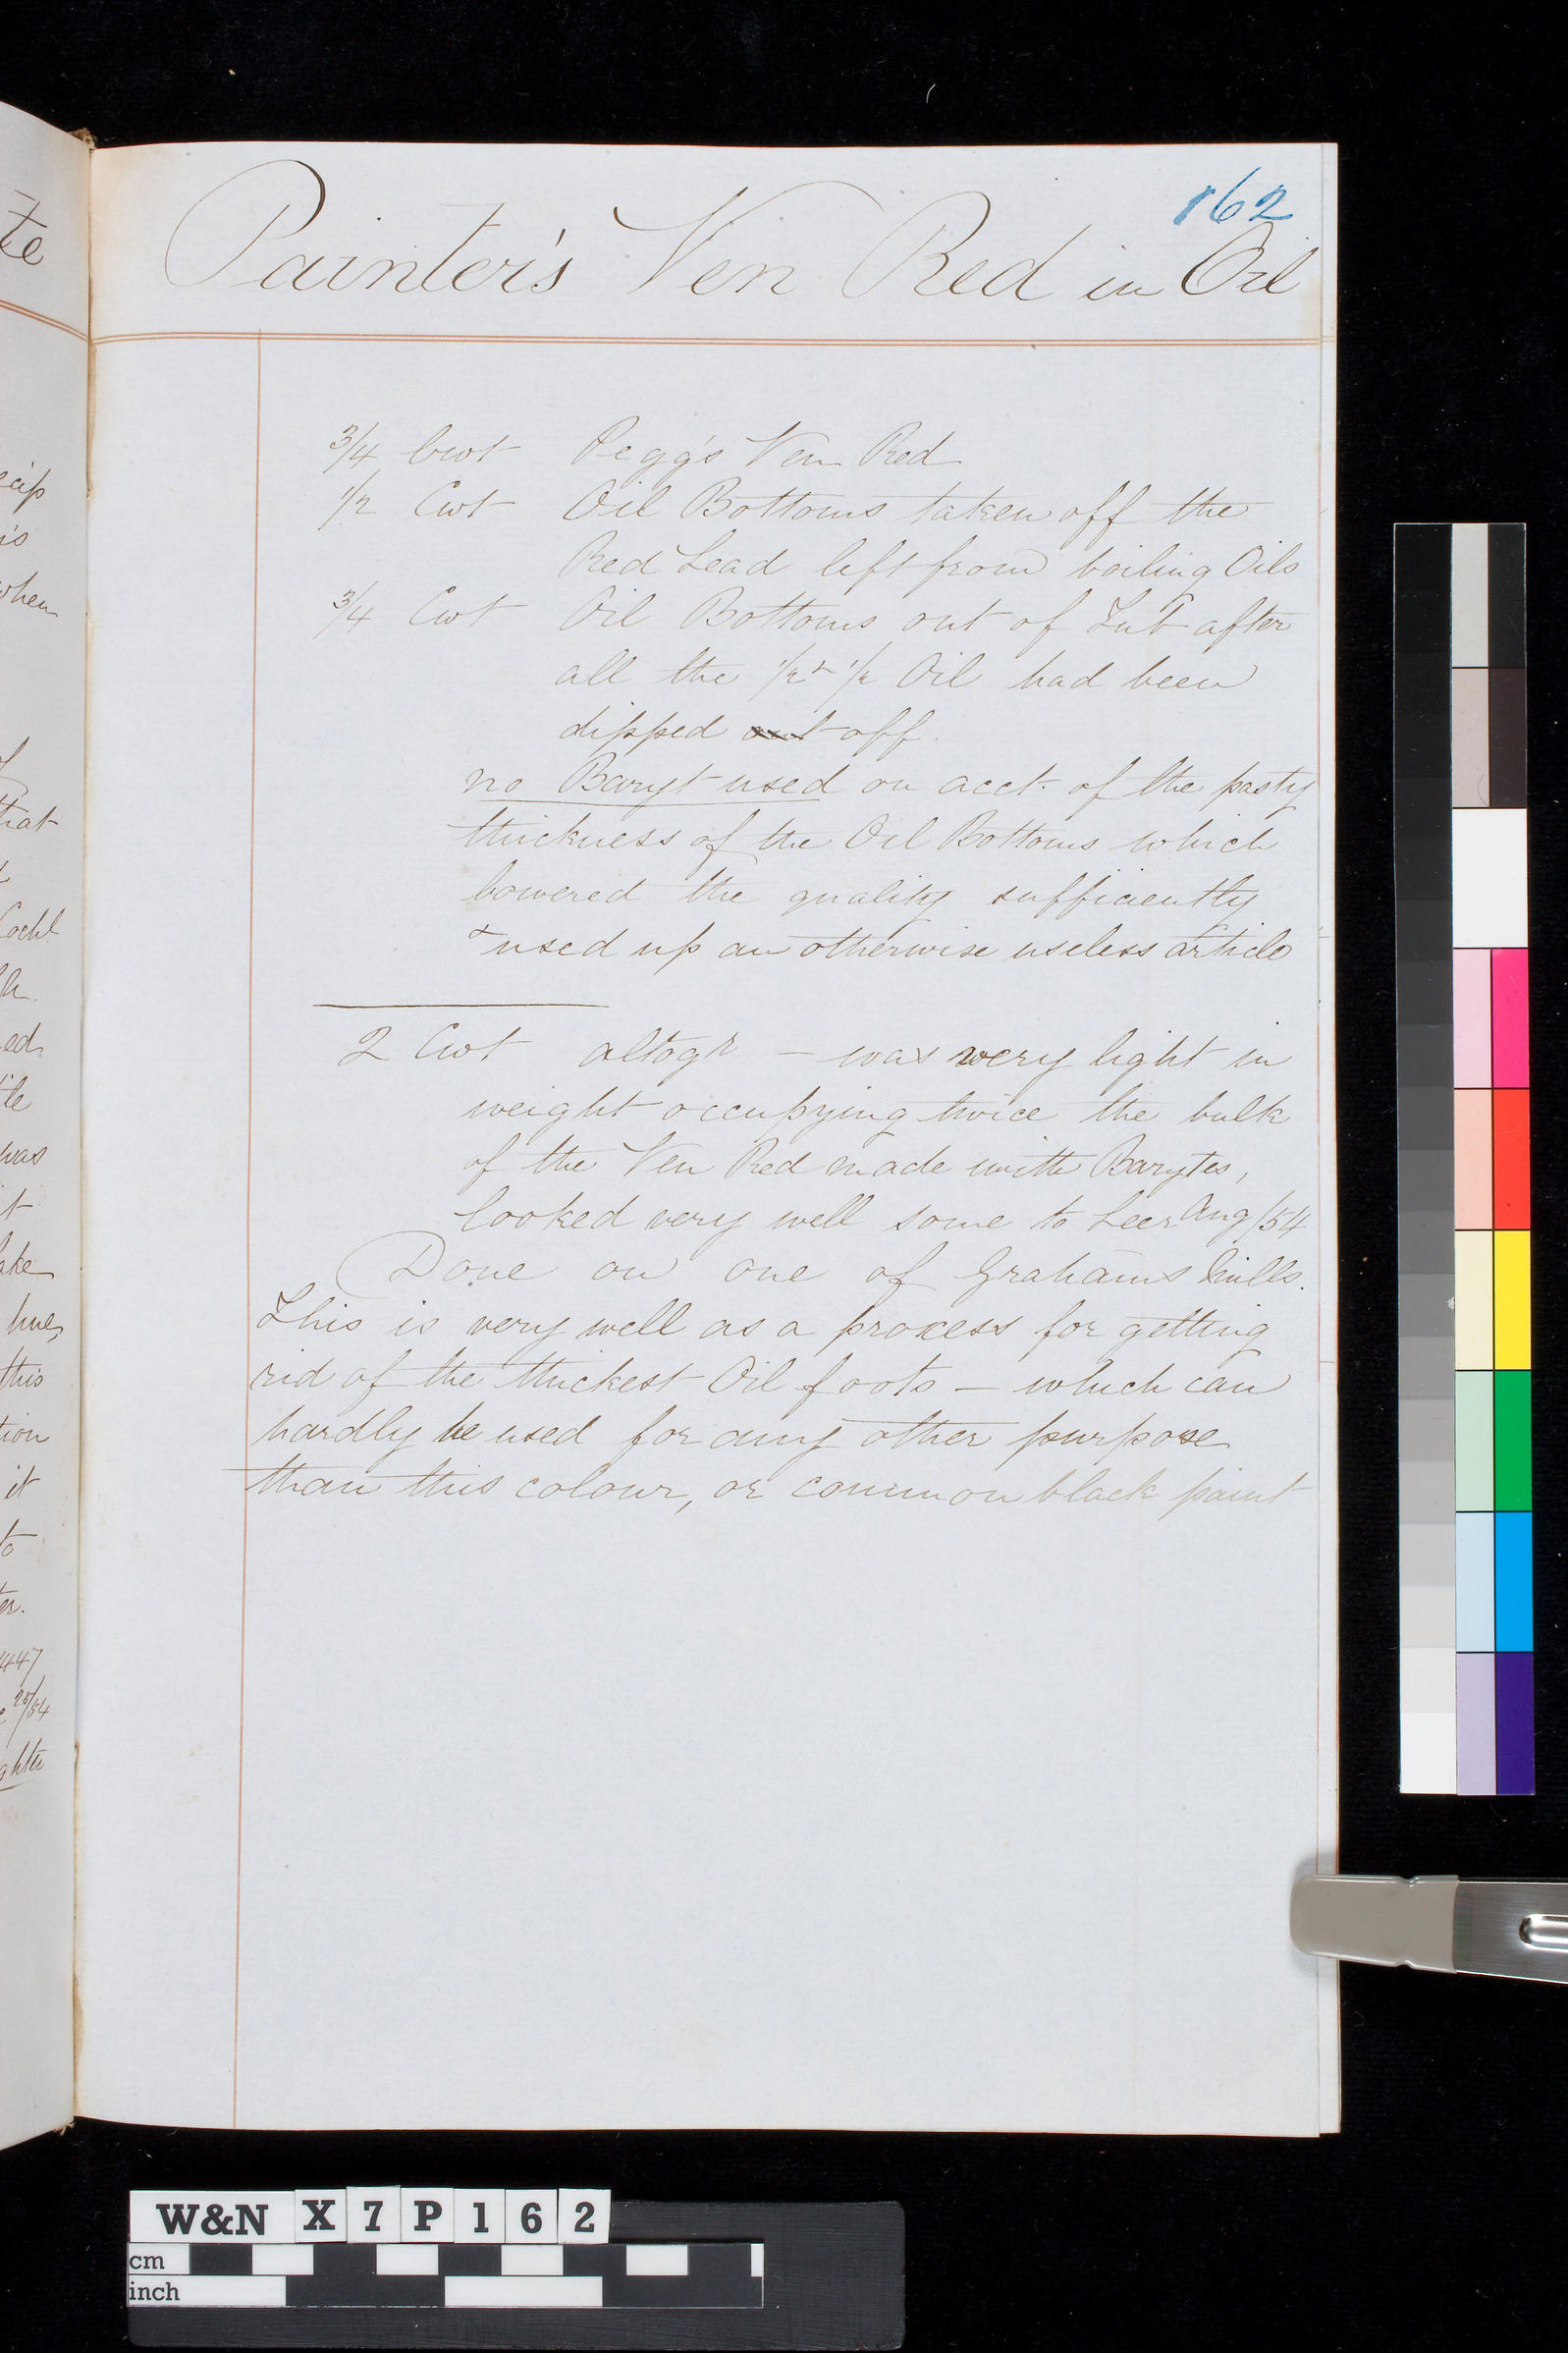 162
Painter's Ven Red in Oil
3/4 Cwt Pegg's Ven Red
1/2 Cwt Oil Bottoms taken off the
Red Lead left from boiling Oils
3/4 Cwt Oil Bottoms out of Tub after
all the 1/2 & 1/2 Oil had been
dipped out off.
no Baryt used on acct. of the pasty
thickness of the Oil Bottoms which
lowered the quality sufficiently
& used up an otherwise useless article
2 Cwt altogr – was very light in
weight occupying twice the bulk
of the Ven Red made with Barytes,
looked very well some to Leer Aug/54
Done on one of Grahams Mills.
This is very well as a process for getting
rid of the thickest Oil foots – which can
hardly be used for any other purpose
than this colour, or common black paint
W&N X7P162
cm
inch